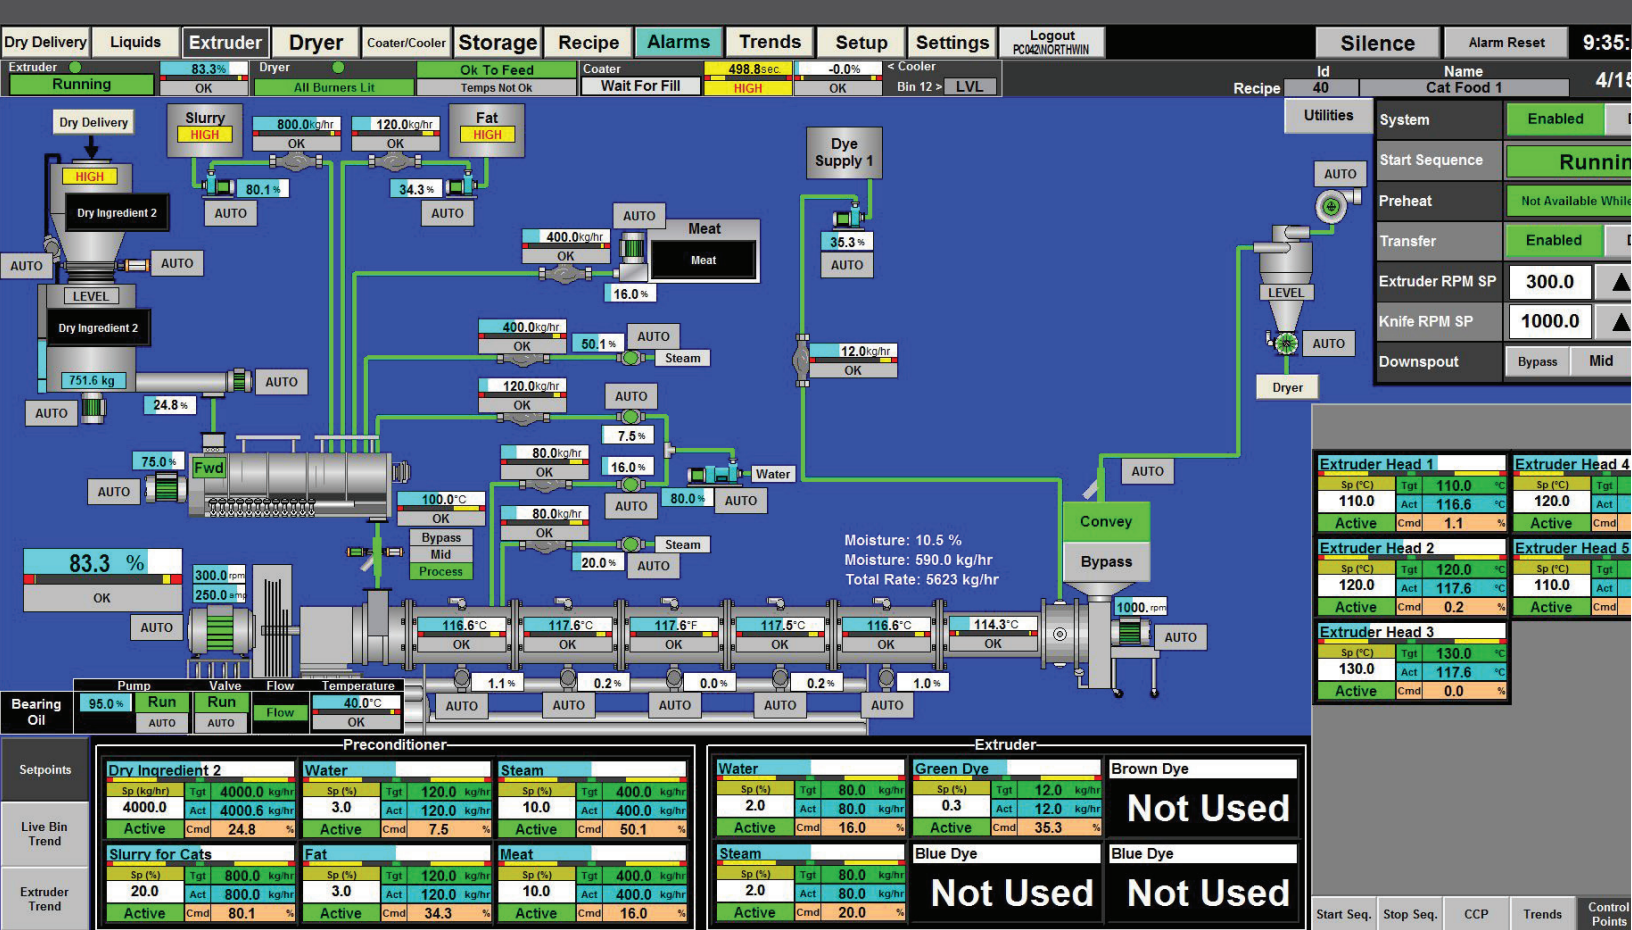 Dry Delivery Liquids Extruder Dryer Coater/Cooler Storage Recipe Alarms Trends Setup Settings Logout Silence Alarm Reset 9:35:
PC042\NORTHWIN
Extruder 83.3% Dryer Ok To Feed Coater 498.8sec. -0.0% < Cooler Id Name 4/15
Running OK All Burners Lit Temps Not Ok Wait For Fill HIGH OK Bin 12 > LVL Recipe 40 Cat Food 1
Dry Delivery
HIGH
Dry Ingredient 2
AUTO AUTO
LEVEL
Dry Ingredient 2
751.6 kg
AUTO
AUTO
24.8 %
Slurry
HIGH
800.0kg/hr
OK
80.1 %
AUTO
120.0kg/hr
OK
Fat
HIGH
34.3 %
AUTO
AUTO
400.0kg/hr
OK
Meat
Meat
16.0 %
Dye
Supply 1
35.3 %
AUTO
12.0kg/hr
OK
400.0kg/hr
OK
50.1 %
AUTO
Steam
120.0kg/hr
OK
AUTO
7.5 %
80.0kg/hr
OK
16.0 %
AUTO
Water
80.0 %
AUTO
80.0kg/hr
OK
Steam
20.0 %
AUTO
75.0 %
Fwd
AUTO
100.0°C
OK
Bypass
Mid
Process
83.3 %
OK
300.0 rpm
250.0 amp
AUTO
Moisture: 10.5 %
Moisture: 590.0 kg/hr
Total Rate: 5623 kg/hr
AUTO
Convey
Bypass
1000. rpm
AUTO
116.6°C 117.6°C 117.6°F 117.5°C 116.6°C 114.3°C
OK OK OK OK OK OK
1.1 % 0.2 % 0.0 % 0.2 % 1.0 %
AUTO AUTO AUTO AUTO AUTO
AUTO
LEVEL
AUTO
Dryer
Utilities
System Enabled D
Start Sequence Runnin
Preheat Not Available While
Transfer Enabled D
Extruder RPM SP 300.0
Knife RPM SP 1000.0
Downspout Bypass Mid
Extruder Head 1 Extruder Head 4
Sp (°C) Tgt 110.0 °C Sp (°C) Tgt
110.0 Act 116.6 °C 120.0 Act
Active Cmd 1.1 % Active Cmd
Extruder Head 2 Extruder Head 5
Sp (°C) Tgt 120.0 °C Sp (°C) Tgt
120.0 Act 117.6 °C 110.0 Act
Active Cmd 0.2 % Active Cmd
Extruder Head 3
Sp (°C) Tgt 130.0 °C
130.0 Act 117.6 °C
Active Cmd 0.0 %
Pump Valve Flow Temperature
Bearing 95.0 % Run Run Flow 40.0°C
Oil AUTO AUTO OK
Setpoints
Live Bin
Trend
Extruder
Trend
Preconditioner
Dry Ingredient 2 Water Steam
Sp (kg/hr) Tgt 4000.0 kg/hr Sp (%) Tgt 120.0 kg/hr Sp (%) Tgt 400.0 kg/hr
4000.0 Act 4000.6 kg/hr 3.0 Act 120.0 kg/hr 10.0 Act 400.0 kg/hr
Active Cmd 24.8 % Active Cmd 7.5 % Active Cmd 50.1 %
Slurry for Cats Fat Meat
Sp (%) Tgt 800.0 kg/hr Sp (%) Tgt 120.0 kg/hr Sp (%) Tgt 400.0 kg/hr
20.0 Act 800.0 kg/hr 3.0 Act 120.0 kg/hr 10.0 Act 400.0 kg/hr
Active Cmd 80.1 % Active Cmd 34.3 % Active Cmd 16.0 %
Extruder
Water Green Dye Brown Dye
Sp (%) Tgt 80.0 kg/hr Sp (%) Tgt 12.0 kg/hr Not Used
2.0 Act 80.0 kg/hr 0.3 Act 12.0 kg/hr
Active Cmd 16.0 % Active Cmd 35.3 %
Steam Blue Dye Blue Dye
Sp (%) Tgt 80.0 kg/hr Not Used Not Used
2.0 Act 80.0 kg/hr
Active Cmd 20.0 %
Start Seq. Stop Seq. CCP Trends Control
Points